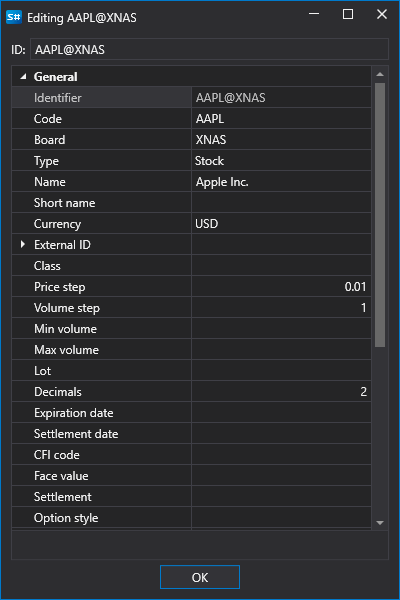 S# Editing AAPL@XNAS
ID: AAPL@XNAS
General
Identifier AAPL@XNAS
Code AAPL
Board XNAS
Type Stock
Name Apple Inc.
Short name
Currency USD
External ID
Class
Price step 0.01
Volume step 1
Min volume
Max volume
Lot
Decimals 2
Expiration date
Settlement date
CFI code
Face value
Settlement
Option style
OK